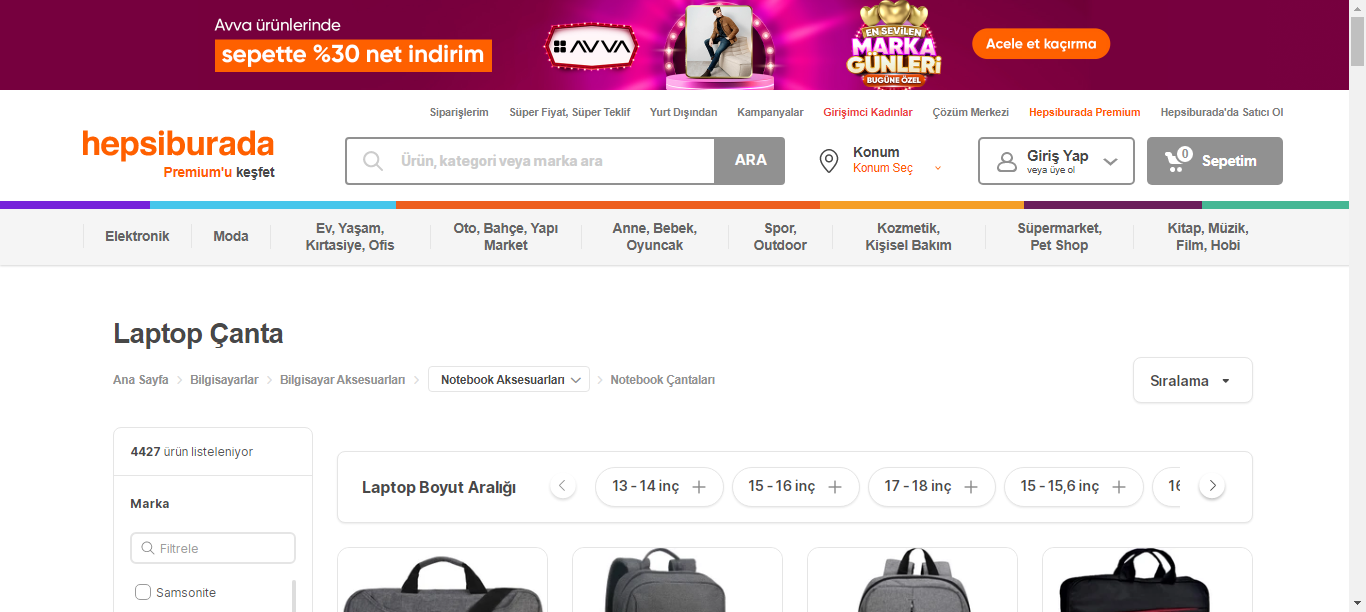 Avva ürünlerinde
sepette %30 net indirim
AVVA
EN SEVİLEN
MARKA
GÜNLERİ
BUGÜNE ÖZEL
Acele et kaçırma
Siparişlerim
Süper Fiyat, Süper Teklif
Yurt Dışından
Kampanyalar
Girişimci Kadınlar
Çözüm Merkezi
Hepsiburada Premium
Hepsiburada'da Satıcı Ol
hepsiburada
Premium'u keşfet
Ürün, kategori veya marka ara
ARA
Konum
Konum Seç
Giriş Yap
veya üye ol
0
Sepetim
Elektronik
Moda
Ev, Yaşam,
Kırtasiye, Ofis
Oto, Bahçe, Yapı
Market
Anne, Bebek,
Oyuncak
Spor,
Outdoor
Kozmetik,
Kişisel Bakım
Süpermarket,
Pet Shop
Kitap, Müzik,
Film, Hobi
Laptop Çanta
Ana Sayfa
Bilgisayarlar
Bilgisayar Aksesuarları
Notebook Aksesuarları
Notebook Çantaları
Sıralama
4427 ürün listeleniyor
Marka
Filtrele
Samsonite
Laptop Boyut Aralığı
13 - 14 inç
15 - 16 inç
17 - 18 inç
15 - 15,6 inç